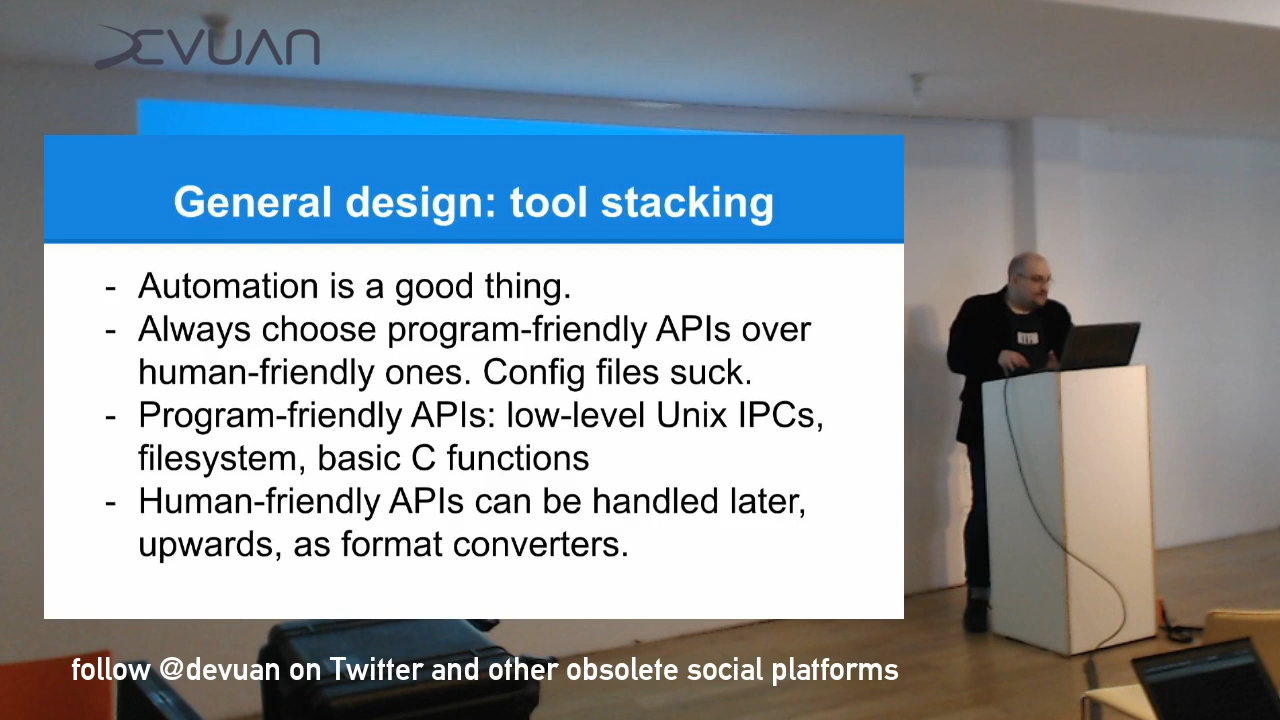 DEVUAN
General design: tool stacking
- Automation is a good thing.
- Always choose program-friendly APIs over
human-friendly ones. Config files suck.
- Program-friendly APIs: low-level Unix IPCs,
filesystem, basic C functions
- Human-friendly APIs can be handled later,
upwards, as format converters.
follow @devuan on Twitter and other obsolete social platforms